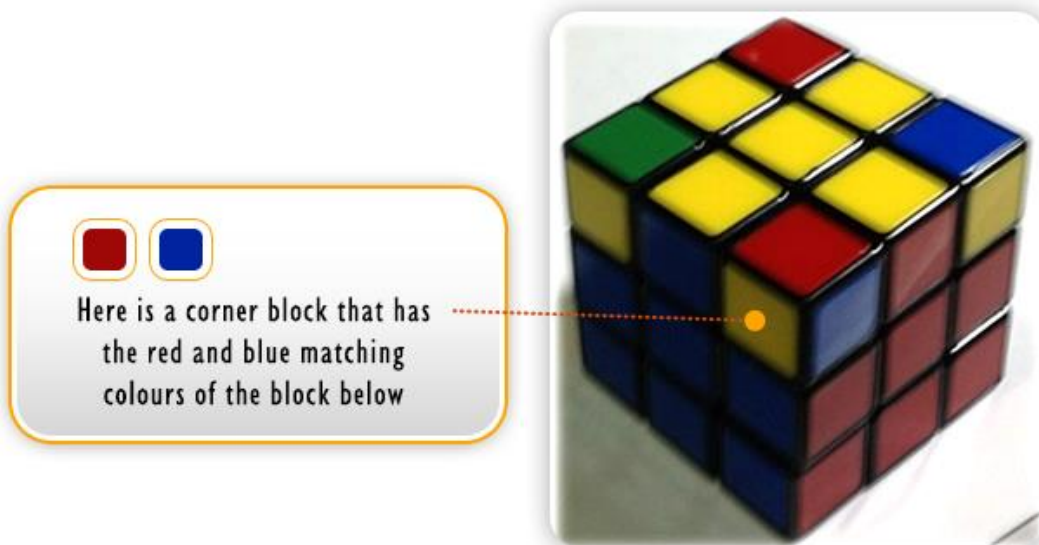 Here is a corner block that has
the red and blue matching
colours of the block below